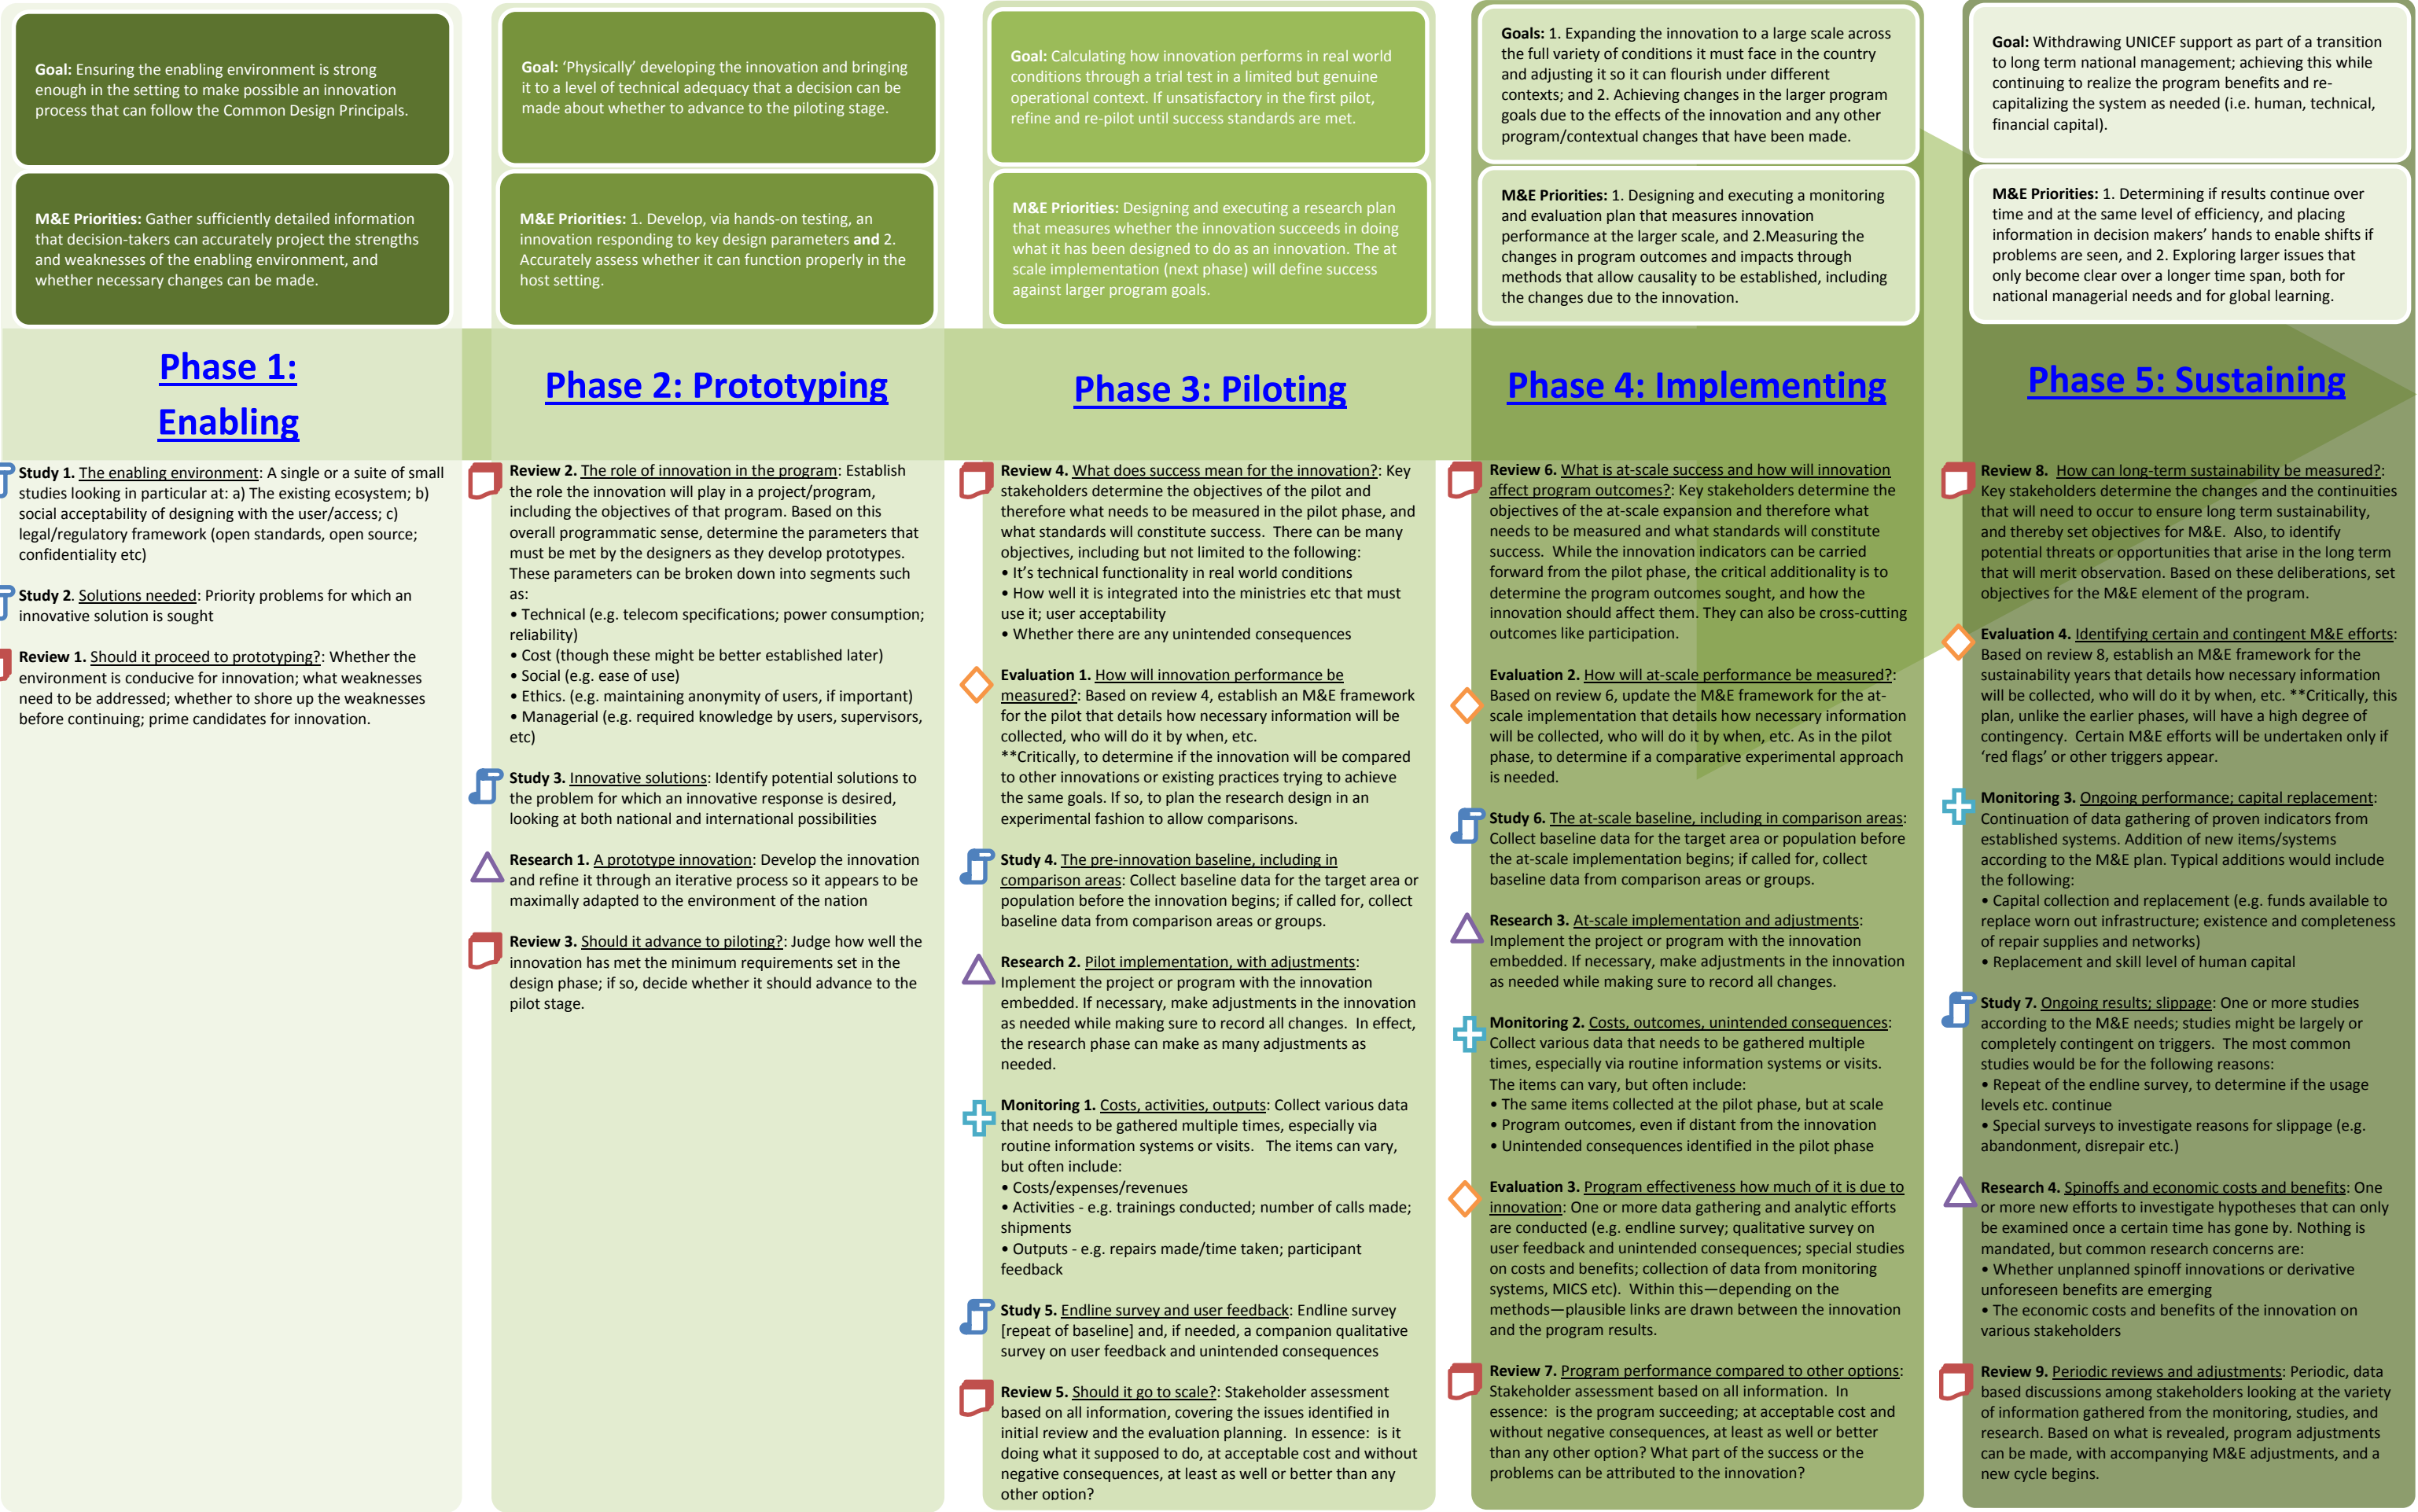 Goal: Ensuring the enabling environment is strong
enough in the setting to make possible an innovation
process that can follow the Common Design Principals.
M&E Priorities: Gather sufficiently detailed information
that decision-takers can accurately project the strengths
and weaknesses of the enabling environment, and
whether necessary changes can be made.
Phase 1:
Enabling
Study 1. The enabling environment: A single or a suite of small
studies looking in particular at: a) The existing ecosystem; b)
social acceptability of designing with the user/access; c)
legal/regulatory framework (open standards, open source;
confidentiality etc)
Study 2. Solutions needed: Priority problems for which an
innovative solution is sought
Review 1. Should it proceed to prototyping?: Whether the
environment is conducive for innovation; what weaknesses
need to be addressed; whether to shore up the weaknesses
before continuing; prime candidates for innovation.
Goal: ‘Physically’ developing the innovation and bringing
it to a level of technical adequacy that a decision can be
made about whether to advance to the piloting stage.
M&E Priorities: 1. Develop, via hands-on testing, an
innovation responding to key design parameters and 2.
Accurately assess whether it can function properly in the
host setting.
Phase 2: Prototyping
Review 2. The role of innovation in the program: Establish
the role the innovation will play in a project/program,
including the objectives of that program. Based on this
overall programmatic sense, determine the parameters that
must be met by the designers as they develop prototypes.
These parameters can be broken down into segments such
as:
• Technical (e.g. telecom specifications; power consumption;
reliability)
• Cost (though these might be better established later)
• Social (e.g. ease of use)
• Ethics. (e.g. maintaining anonymity of users, if important)
• Managerial (e.g. required knowledge by users, supervisors,
etc)
Study 3. Innovative solutions: Identify potential solutions to
the problem for which an innovative response is desired,
looking at both national and international possibilities
Research 1. A prototype innovation: Develop the innovation
and refine it through an iterative process so it appears to be
maximally adapted to the environment of the nation
Review 3. Should it advance to piloting?: Judge how well the
innovation has met the minimum requirements set in the
design phase; if so, decide whether it should advance to the
pilot stage.
Goal: Calculating how innovation performs in real world
conditions through a trial test in a limited but genuine
operational context. If unsatisfactory in the first pilot,
refine and re-pilot until success standards are met.
M&E Priorities: Designing and executing a research plan
that measures whether the innovation succeeds in doing
what it has been designed to do as an innovation. The at
scale implementation (next phase) will define success
against larger program goals.
Phase 3: Piloting
Review 4. What does success mean for the innovation?: Key
stakeholders determine the objectives of the pilot and
therefore what needs to be measured in the pilot phase, and
what standards will constitute success.  There can be many
objectives, including but not limited to the following:
• It’s technical functionality in real world conditions
• How well it is integrated into the ministries etc that must
use it; user acceptability
• Whether there are any unintended consequences
Evaluation 1. How will innovation performance be
measured?: Based on review 4, establish an M&E framework
for the pilot that details how necessary information will be
collected, who will do it by when, etc.
**Critically, to determine if the innovation will be compared
to other innovations or existing practices trying to achieve
the same goals. If so, to plan the research design in an
experimental fashion to allow comparisons.
Study 4. The pre-innovation baseline, including in
comparison areas: Collect baseline data for the target area or
population before the innovation begins; if called for, collect
baseline data from comparison areas or groups.
Research 2. Pilot implementation, with adjustments:
Implement the project or program with the innovation
embedded. If necessary, make adjustments in the innovation
as needed while making sure to record all changes.  In effect,
the research phase can make as many adjustments as
needed.
Monitoring 1. Costs, activities, outputs: Collect various data
that needs to be gathered multiple times, especially via
routine information systems or visits.   The items can vary,
but often include:
• Costs/expenses/revenues
• Activities - e.g. trainings conducted; number of calls made;
shipments
• Outputs - e.g. repairs made/time taken; participant
feedback
Study 5. Endline survey and user feedback: Endline survey
[repeat of baseline] and, if needed, a companion qualitative
survey on user feedback and unintended consequences
Review 5. Should it go to scale?: Stakeholder assessment
based on all information, covering the issues identified in
initial review and the evaluation planning.  In essence:  is it
doing what it supposed to do, at acceptable cost and without
negative consequences, at least as well or better than any
other option?
Goals: 1. Expanding the innovation to a large scale across
the full variety of conditions it must face in the country
and adjusting it so it can flourish under different
contexts; and 2. Achieving changes in the larger program
goals due to the effects of the innovation and any other
program/contextual changes that have been made.
M&E Priorities: 1. Designing and executing a monitoring
and evaluation plan that measures innovation
performance at the larger scale, and 2.Measuring the
changes in program outcomes and impacts through
methods that allow causality to be established, including
the changes due to the innovation.
Phase 4: Implementing
Review 6. What is at-scale success and how will innovation
affect program outcomes?: Key stakeholders determine the
objectives of the at-scale expansion and therefore what
needs to be measured and what standards will constitute
success.  While the innovation indicators can be carried
forward from the pilot phase, the critical additionality is to
determine the program outcomes sought, and how the
innovation should affect them. They can also be cross-cutting
outcomes like participation.
Evaluation 2. How will at-scale performance be measured?:
Based on review 6, update the M&E framework for the at-
scale implementation that details how necessary information
will be collected, who will do it by when, etc. As in the pilot
phase, to determine if a comparative experimental approach
is needed.
Study 6. The at-scale baseline, including in comparison areas:
Collect baseline data for the target area or population before
the at-scale implementation begins; if called for, collect
baseline data from comparison areas or groups.
Research 3. At-scale implementation and adjustments:
Implement the project or program with the innovation
embedded. If necessary, make adjustments in the innovation
as needed while making sure to record all changes.
Monitoring 2. Costs, outcomes, unintended consequences:
Collect various data that needs to be gathered multiple
times, especially via routine information systems or visits.
The items can vary, but often include:
• The same items collected at the pilot phase, but at scale
• Program outcomes, even if distant from the innovation
• Unintended consequences identified in the pilot phase
Evaluation 3. Program effectiveness how much of it is due to
innovation: One or more data gathering and analytic efforts
are conducted (e.g. endline survey; qualitative survey on
user feedback and unintended consequences; special studies
on costs and benefits; collection of data from monitoring
systems, MICS etc).  Within this—depending on the
methods—plausible links are drawn between the innovation
and the program results.
Review 7. Program performance compared to other options:
Stakeholder assessment based on all information.  In
essence:  is the program succeeding; at acceptable cost and
without negative consequences, at least as well or better
than any other option? What part of the success or the
problems can be attributed to the innovation?
Goal: Withdrawing UNICEF support as part of a transition
to long term national management; achieving this while
continuing to realize the program benefits and re-
capitalizing the system as needed (i.e. human, technical,
financial capital).
M&E Priorities: 1. Determining if results continue over
time and at the same level of efficiency, and placing
information in decision makers’ hands to enable shifts if
problems are seen, and 2. Exploring larger issues that
only become clear over a longer time span, both for
national managerial needs and for global learning.
Phase 5: Sustaining
Review 8.  How can long-term sustainability be measured?:
Key stakeholders determine the changes and the continuities
that will need to occur to ensure long term sustainability,
and thereby set objectives for M&E.  Also, to identify
potential threats or opportunities that arise in the long term
that will merit observation. Based on these deliberations, set
objectives for the M&E element of the program.
Evaluation 4. Identifying certain and contingent M&E efforts:
Based on review 8, establish an M&E framework for the
sustainability years that details how necessary information
will be collected, who will do it by when, etc. **Critically, this
plan, unlike the earlier phases, will have a high degree of
contingency.  Certain M&E efforts will be undertaken only if
‘red flags’ or other triggers appear.
Monitoring 3. Ongoing performance; capital replacement:
Continuation of data gathering of proven indicators from
established systems. Addition of new items/systems
according to the M&E plan. Typical additions would include
the following:
• Capital collection and replacement (e.g. funds available to
replace worn out infrastructure; existence and completeness
of repair supplies and networks)
• Replacement and skill level of human capital
Study 7. Ongoing results; slippage: One or more studies
according to the M&E needs; studies might be largely or
completely contingent on triggers.  The most common
studies would be for the following reasons:
• Repeat of the endline survey, to determine if the usage
levels etc. continue
• Special surveys to investigate reasons for slippage (e.g.
abandonment, disrepair etc.)
Research 4. Spinoffs and economic costs and benefits: One
or more new efforts to investigate hypotheses that can only
be examined once a certain time has gone by. Nothing is
mandated, but common research concerns are:
• Whether unplanned spinoff innovations or derivative
unforeseen benefits are emerging
• The economic costs and benefits of the innovation on
various stakeholders
Review 9. Periodic reviews and adjustments: Periodic, data
based discussions among stakeholders looking at the variety
of information gathered from the monitoring, studies, and
research. Based on what is revealed, program adjustments
can be made, with accompanying M&E adjustments, and a
new cycle begins.